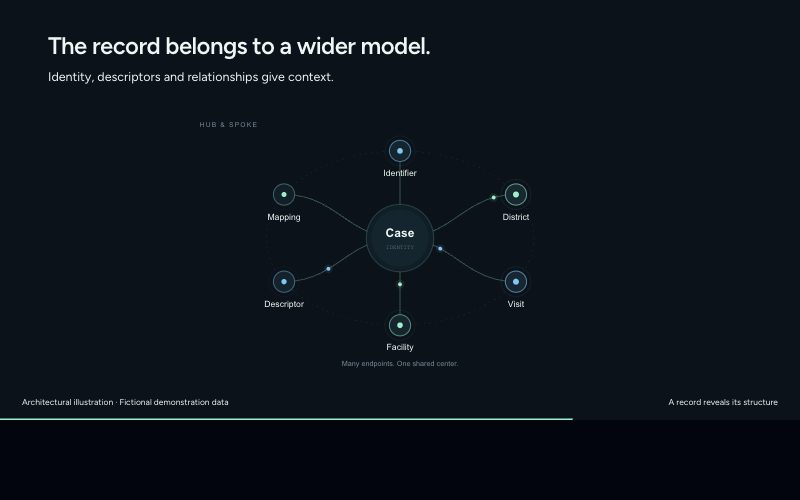 The record belongs to a wider model.
Identity, descriptors and relationships give context.
HUB & SPOKE
Identifier
Mapping
District
Case
IDENTITY
Descriptor
Visit
Facility
Many endpoints. One shared center.
Architectural illustration · Fictional demonstration data
A record reveals its structure